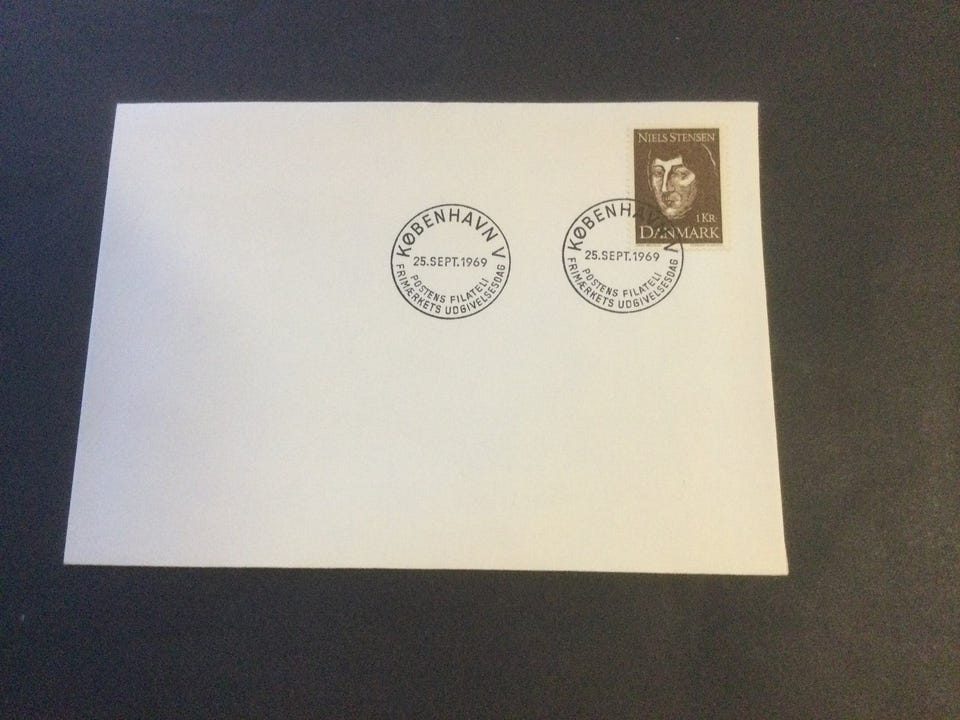 NIELS STENSEN
1 KR.
DANMARK
KØBENHAVN V
25.SEPT.1969
POSTENS FILATELI
FRIMÆRKETS UDGIVELSESDAG
KØBENHAVN V
25.SEPT.1969
POSTENS FILATELI
FRIMÆRKETS UDGIVELSESDAG